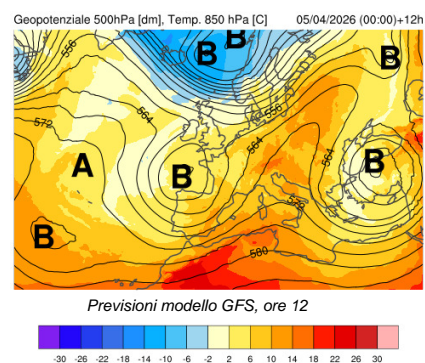 Geopotenziale 500hPa [dm], Temp. 850 hPa [C] 05/04/2026 (00:00)+12h
556
B
B
B
572
564
556
564
564
A
B
B
B
576
580
Previsioni modello GFS, ore 12
-30 -26 -22 -18 -14 -10 -6 -2 2 6 10 14 18 22 26 30